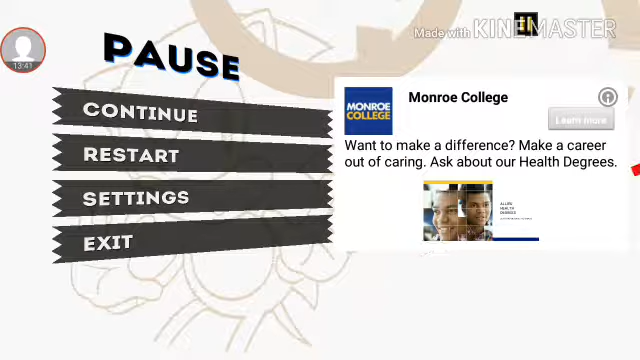 Made with KINEMASTER
13:41
PAUSE
CONTINUE
RESTART
SETTINGS
EXIT
MONROE
COLLEGE
Monroe College
Learn more
Want to make a difference? Make a career
out of caring. Ask about our Health Degrees.
ALLIED
HEALTH
DEGREES